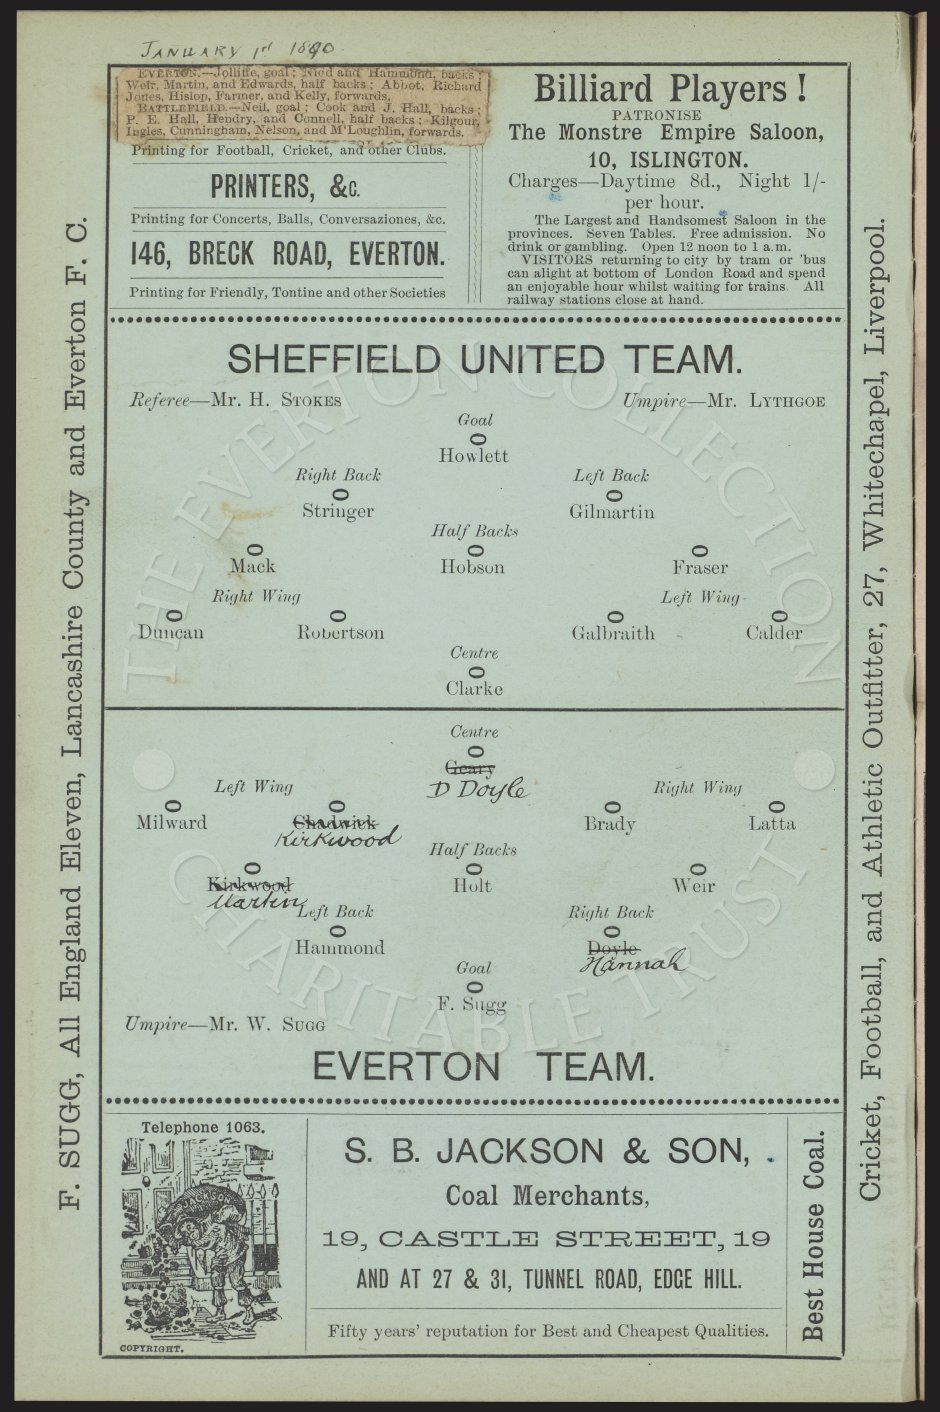 JANUARY 1st 1890
EVERTON.—Jolliffe, goal; Nicol and Hammond, backs;
Weir, Martin, and Edwards, half backs; Abbot, Richard
Jones, Hislop, Farmer, and Kelly, forwards.
BATTLEFIELD.—Neil, goal; Cook and J. Hall, backs;
P. E. Hall, Hendry, and Connell, half backs; Kilgour,
Ingles, Cunningham, Nelson, and M'Loughlin, forwards.
Printing for Football, Cricket, and other Clubs.
PRINTERS, &c.
Printing for Concerts, Balls, Conversaziones, &c.
146, BRECK ROAD, EVERTON.
Printing for Friendly, Tontine and other Societies
Billiard Players!
PATRONISE
The Monstre Empire Saloon,
10, ISLINGTON.
Charges—Daytime 8d., Night 1/-
per hour.
The Largest and Handsomest Saloon in the
provinces. Seven Tables. Free admission. No
drink or gambling. Open 12 noon to 1 a.m.
VISITORS returning to city by tram or 'bus
can alight at bottom of London Road and spend
an enjoyable hour whilst waiting for trains. All
railway stations close at hand.
F. SUGG, All England Eleven, Lancashire County and Everton F. C.
SHEFFIELD UNITED TEAM.
Referee—Mr. H. STOKES
Umpire—Mr. LYTHGOE
Goal
Howlett
Right Back
Left Back
Stringer
Gilmartin
Half Backs
Mack
Hobson
Fraser
Right Wing
Left Wing
Duncan
Robertson
Galbraith
Calder
Centre
Clarke
Centre
Geary
D Doyle
Left Wing
Right Wing
Milward
Chadwick
Kirkwood
Brady
Latta
Half Backs
Kirkwood
Martin
Holt
Weir
Left Back
Right Back
Hammond
Doyle
Hannah
Goal
F. Sugg
Umpire—Mr. W. SUGG
EVERTON TEAM.
Cricket, Football, and Athletic Outfitter, 27, Whitechapel, Liverpool.
THE EVERTON COLLECTION
CHARITABLE TRUST
Telephone 1063.
JACKSON
COPYRIGHT.
S. B. JACKSON & SON,
Coal Merchants,
19, CASTLE STREET, 19
AND AT 27 & 31, TUNNEL ROAD, EDGE HILL.
Fifty years' reputation for Best and Cheapest Qualities.
Best House Coal.